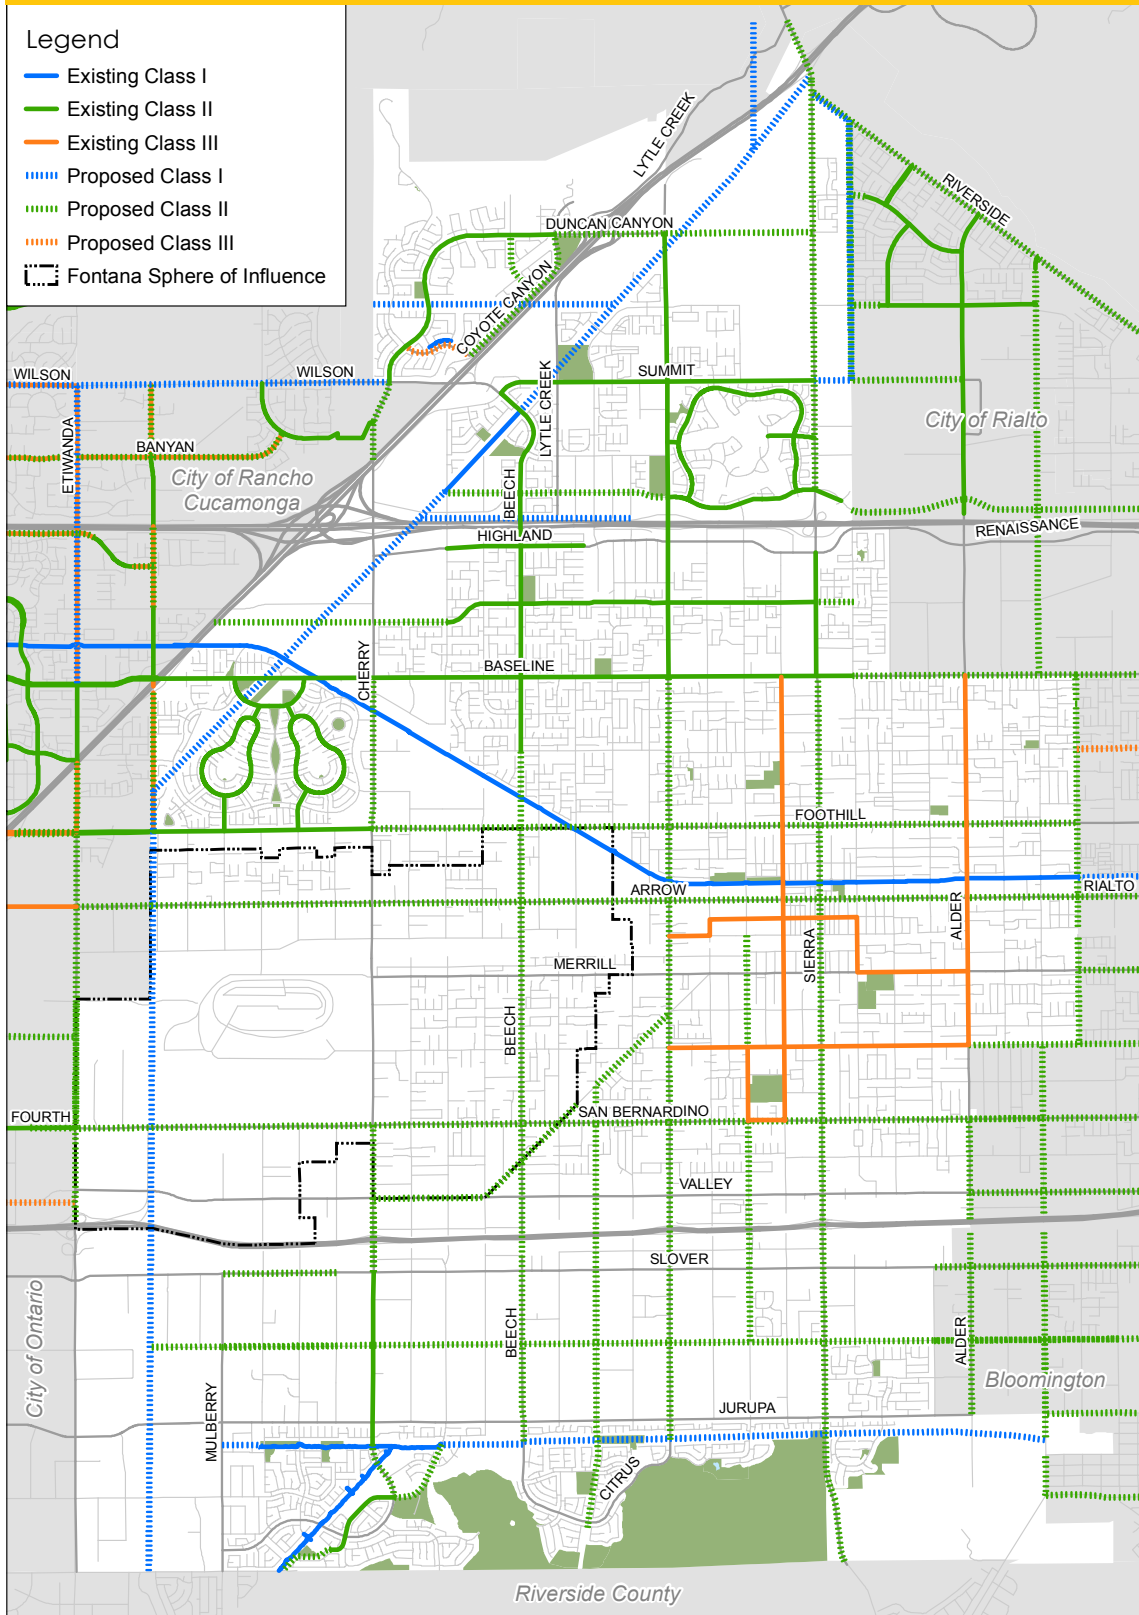 Legend
Existing Class I
Existing Class II
Existing Class III
Proposed Class I
Proposed Class II
Proposed Class III
Fontana Sphere of Influence
LYTLE CREEK
RIVERSIDE
DUNCAN CANYON
COYOTE CANYON
WILSON
WILSON
LYTLE CREEK
SUMMIT
City of Rialto
ETIWANDA
BANYAN
City of Rancho
Cucamonga
BEECH
HIGHLAND
RENAISSANCE
CHERRY
BASELINE
FOOTHILL
ARROW
RIALTO
ALDER
SIERRA
MERRILL
BEECH
FOURTH
SAN BERNARDINO
VALLEY
SLOVER
City of Ontario
BEECH
ALDER
Bloomington
MULBERRY
JURUPA
CITRUS
Riverside County